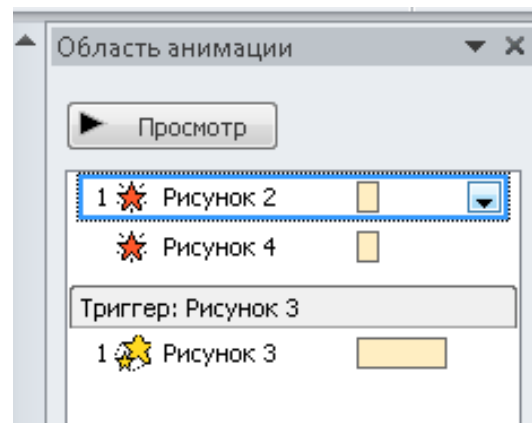 Область анимации
Просмотр
1 Рисунок 2
Рисунок 4
Триггер: Рисунок 3
1 Рисунок 3